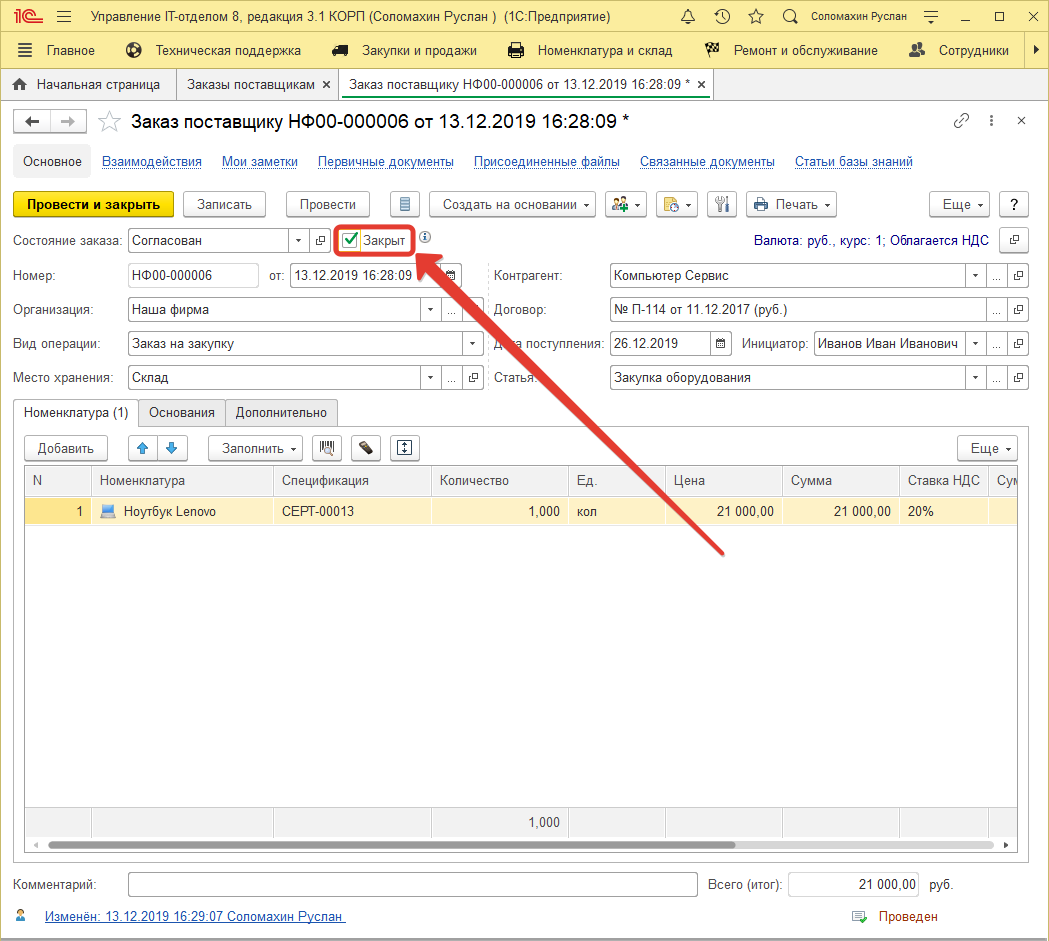 1С Управление IT-отделом 8, редакция 3.1 КОРП (Соломахин Руслан ) (1С:Предприятие) Соломахин Руслан
Главное Техническая поддержка Закупки и продажи Номенклатура и склад Ремонт и обслуживание Сотрудники
Начальная страница Заказы поставщикам × Заказ поставщику НФ00-000006 от 13.12.2019 16:28:09 * ×
Заказ поставщику НФ00-000006 от 13.12.2019 16:28:09 *
Основное Взаимодействия Мои заметки Первичные документы Присоединенные файлы Связанные документы Статьи базы знаний
Провести и закрыть Записать Провести Создать на основании Печать Еще ?
Состояние заказа: Согласован Закрыт Валюта: руб., курс: 1; Облагается НДС
Номер: НФ00-000006 от: 13.12.2019 16:28:09 Контрагент: Компьютер Сервис ...
Организация: Наша фирма ... Договор: № П-114 от 11.12.2017 (руб.) ...
Вид операции: Заказ на закупку поступления: 26.12.2019 Инициатор: Иванов Иван Иванович ...
Место хранения: Склад ... Статья: Закупка оборудования ...
Номенклатура (1) Основания Дополнительно
Добавить Заполнить Еще
N Номенклатура Спецификация Количество Ед. Цена Сумма Ставка НДС Сум
1 Ноутбук Lenovo СЕРТ-00013 1,000 кол 21 000,00 21 000,00 20%
1,000
Комментарий: Всего (итог): 21 000,00 руб.
Изменён: 13.12.2019 16:29:07 Соломахин Руслан Проведен